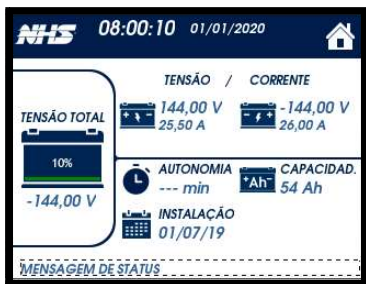 NHS 08:00:10 01/01/2020
TENSÃO / CORRENTE
TENSÃO TOTAL
10%
-144,00 V
144,00 V
25,50 A
-144,00 V
26,00 A
AUTONOMIA
--- min
+Ah-
CAPACIDAD.
54 Ah
INSTALAÇÃO
01/07/19
MENSAGEM DE STATUS